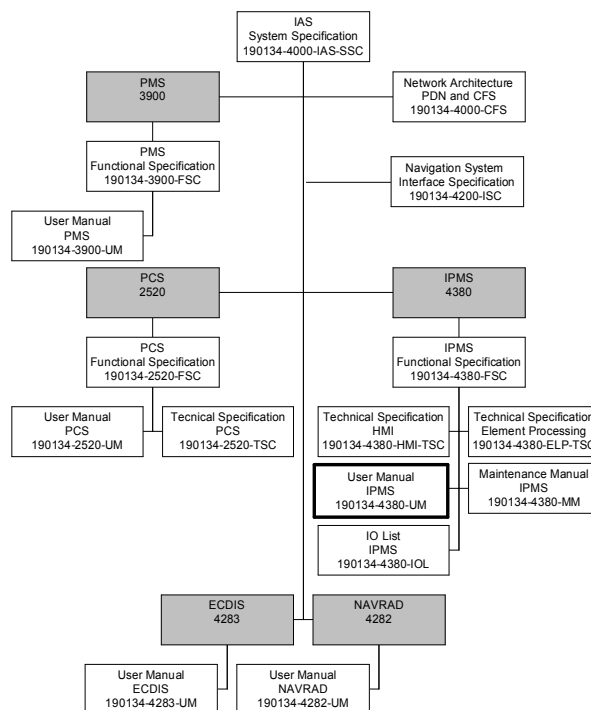 IAS
System Specification
190134-4000-IAS-SSC
PMS
3900
Network Architecture
PDN and CFS
190134-4000-CFS
PMS
Functional Specification
190134-3900-FSC
Navigation System
Interface Specification
190134-4200-ISC
User Manual
PMS
190134-3900-UM
PCS
2520
IPMS
4380
PCS
Functional Specification
190134-2520-FSC
IPMS
Functional Specification
190134-4380-FSC
User Manual
PCS
190134-2520-UM
Tecnical Specification
PCS
190134-2520-TSC
Technical Specification
HMI
190134-4380-HMI-TSC
Technical Specification
Element Processing
190134-4380-ELP-TSC
User Manual
IPMS
190134-4380-UM
Maintenance Manual
IPMS
190134-4380-MM
IO List
IPMS
190134-4380-IOL
ECDIS
4283
NAVRAD
4282
User Manual
ECDIS
190134-4283-UM
User Manual
NAVRAD
190134-4282-UM